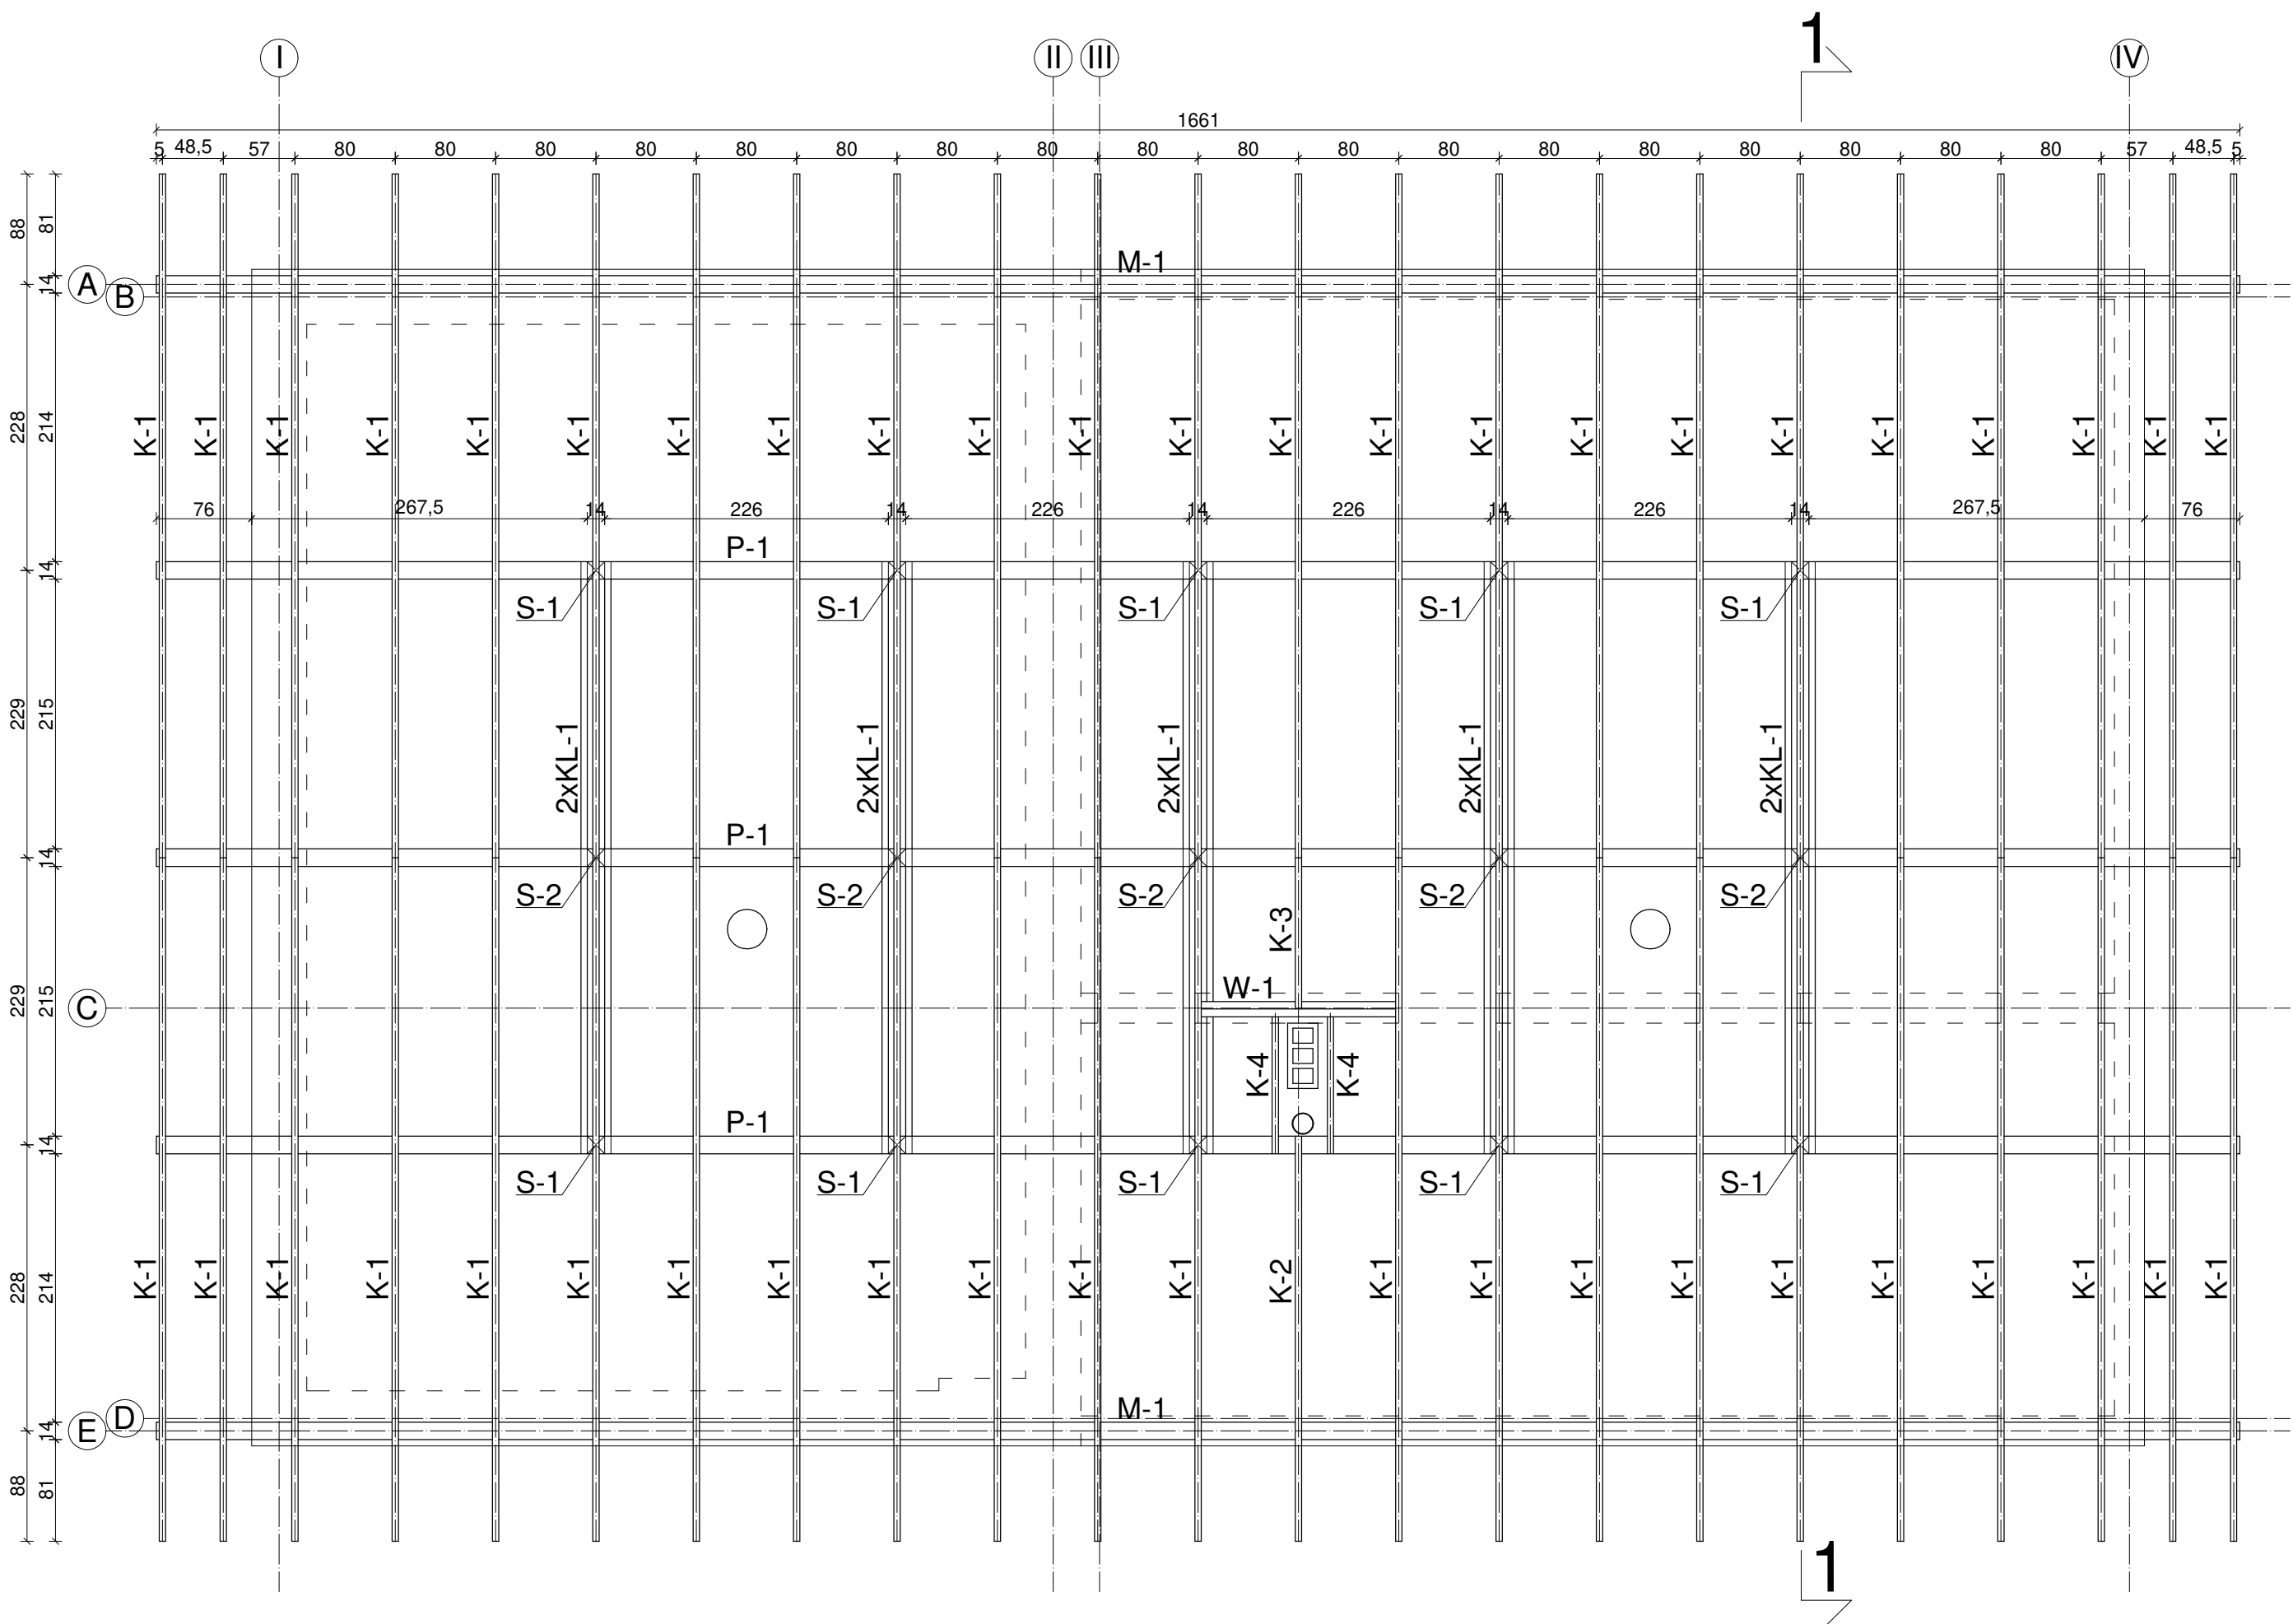 1
I II III IV
1661
5 48,5 57 80 80 80 80 80 80 80 80 80 80 80 80 80 80 80 80 80 80 57 48,5 5
88 81
M-1
A 14
B
228 214
K-1 K-1 K-1 K-1 K-1 K-1 K-1 K-1 K-1 K-1 K-1 K-1 K-1 K-1 K-1 K-1 K-1 K-1 K-1 K-1 K-1 K-1 K-1
76 267,5 14 226 14 226 14 226 14 226 14 267,5 76
P-1
14
S-1 S-1 S-1 S-1 S-1
229 215
2xKL-1 2xKL-1 2xKL-1 2xKL-1 2xKL-1
P-1
14
S-2 S-2 S-2 S-2 S-2
K-3
W-1
C 229 215
K-4 K-4
P-1
14
S-1 S-1 S-1 S-1 S-1
228 214
K-1 K-1 K-1 K-1 K-1 K-1 K-1 K-1 K-1 K-1 K-1 K-1 K-2 K-1 K-1 K-1 K-1 K-1 K-1 K-1 K-1 K-1 K-1
M-1
D
E 14
88 81
1